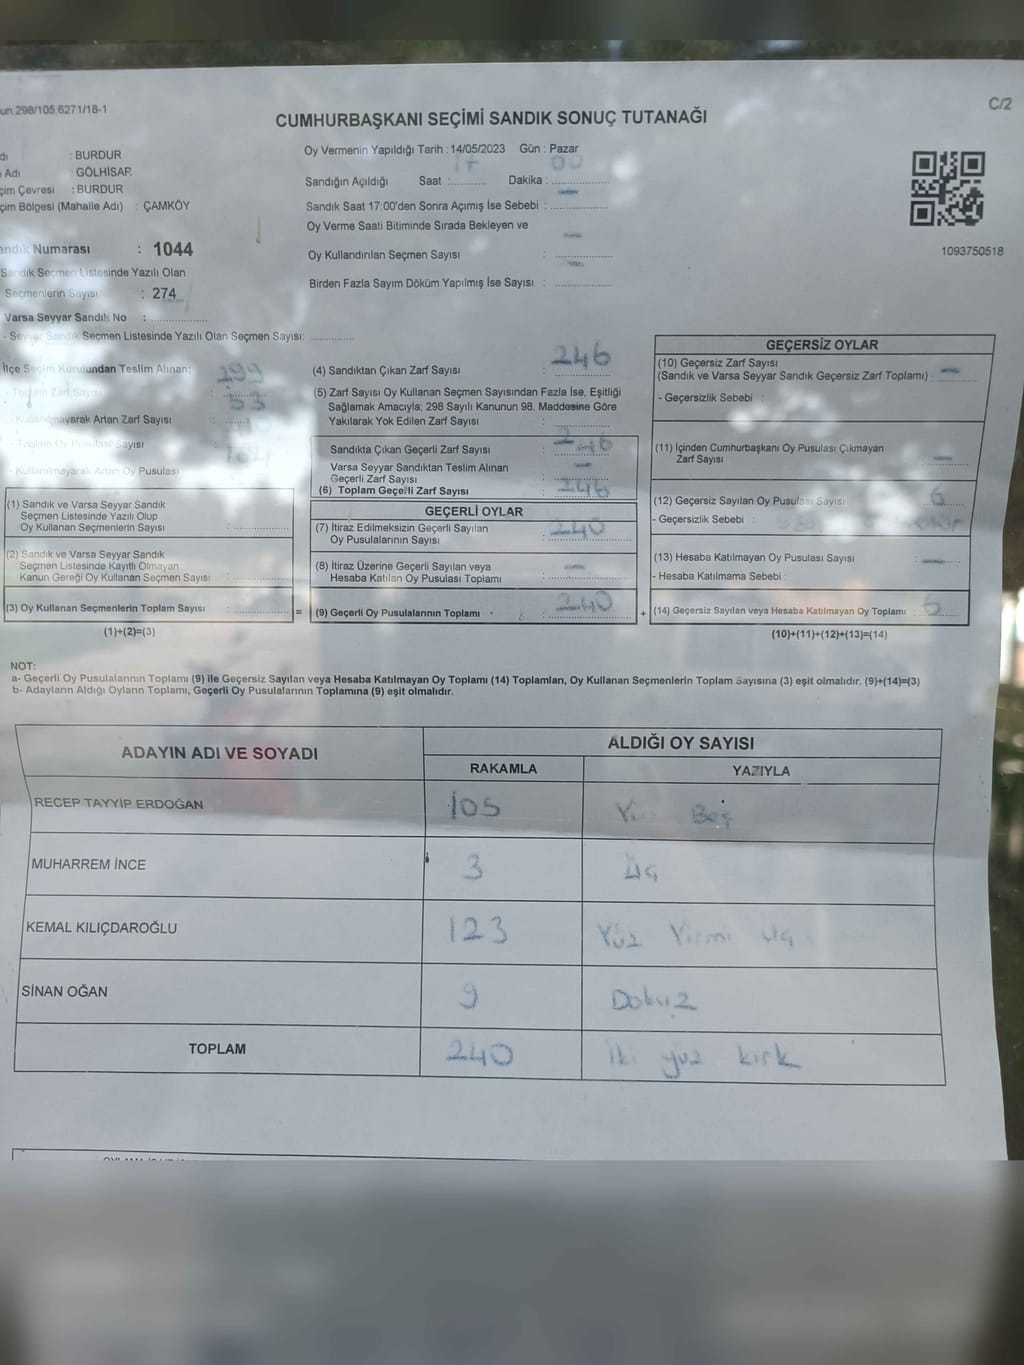 un:298/105,6271/18-1
C/2
CUMHURBAŞKANI SEÇİMİ SANDIK SONUÇ TUTANAĞI
dı : BURDUR
Adı : GÖLHİSAR
çim Çevresi : BURDUR
çim Bölgesi (Mahalle Adı) : ÇAMKÖY
andık Numarası : 1044
Sandık Seçmen Listesinde Yazılı Olan
Seçmenlerin Sayısı : 274
Varsa Seyyar Sandık No :
- Seyyar Sandık Seçmen Listesinde Yazılı Olan Seçmen Sayısı:
Oy Vermenin Yapıldığı Tarih : 14/05/2023 Gün : Pazar
Sandığın Açıldığı Saat : 17 Dakika : 00
Sandık Saat 17:00'den Sonra Açımış İse Sebebi : -
Oy Verme Saati Bitiminde Sırada Bekleyen ve
Oy Kullandırılan Seçmen Sayısı : -
Birden Fazla Sayım Döküm Yapılmış İse Sayısı : -
1093750518
İlçe Seçim Kurulundan Teslim Alınan;
- Toplam Zarf Sayısı : 299
- Kullanılmayarak Artan Zarf Sayısı : 53
- Toplam Oy Pusulası Sayısı :
- Kullanılmayarak Artan Oy Pusulası
(1) Sandık ve Varsa Seyyar Sandık
Seçmen Listesinde Yazılı Olup
Oy Kullanan Seçmenlerin Sayısı :
(2) Sandık ve Varsa Seyyar Sandık
Seçmen Listesinde Kayıtlı Olmayan
Kanun Gereği Oy Kullanan Seçmen Sayısı :
(3) Oy Kullanan Seçmenlerin Toplam Sayısı : =
(1)+(2)=(3)
(4) Sandıktan Çıkan Zarf Sayısı : 246
(5) Zarf Sayısı Oy Kullanan Seçmen Sayısından Fazla İse, Eşitliği
Sağlamak Amacıyla; 298 Sayılı Kanunun 98. Maddesine Göre
Yakılarak Yok Edilen Zarf Sayısı :
Sandıkta Çıkan Geçerli Zarf Sayısı : 246
Varsa Seyyar Sandıktan Teslim Alınan
Geçerli Zarf Sayısı : -
(6) Toplam Geçerli Zarf Sayısı : 246
GEÇERLİ OYLAR
(7) İtiraz Edilmeksizin Geçerli Sayılan
Oy Pusulalarının Sayısı : 240
(8) İtiraz Üzerine Geçerli Sayılan veya
Hesaba Katılan Oy Pusulası Toplamı : -
(9) Geçerli Oy Pusulalarının Toplamı : 240 +
GEÇERSİZ OYLAR
(10) Geçersiz Zarf Sayısı
(Sandık ve Varsa Seyyar Sandık Geçersiz Zarf Toplamı) : -
- Geçersizlik Sebebi :
(11) İçinden Cumhurbaşkanı Oy Pusulası Çıkmayan
Zarf Sayısı : -
(12) Geçersiz Sayılan Oy Pusulası Sayısı : 6
- Geçersizlik Sebebi :
(13) Hesaba Katılmayan Oy Pusulası Sayısı : -
- Hesaba Katılmama Sebebi :
(14) Geçersiz Sayılan veya Hesaba Katılmayan Oy Toplamı : 6
(10)+(11)+(12)+(13)=(14)
NOT:
a- Geçerli Oy Pusulalarının Toplamı (9) ile Geçersiz Sayılan veya Hesaba Katılmayan Oy Toplamı (14) Toplamları, Oy Kullanan Seçmenlerin Toplam Sayısına (3) eşit olmalıdır. (9)+(14)=(3)
b- Adayların Aldığı Oyların Toplamı, Geçerli Oy Pusulalarının Toplamına (9) eşit olmalıdır.
ADAYIN ADI VE SOYADI
ALDIĞI OY SAYISI
RAKAMLA YAZIYLA
RECEP TAYYİP ERDOĞAN 105 Beş
MUHARREM İNCE 3 Üç
KEMAL KILIÇDAROĞLU 123 Yüz Yirmi Üç
SİNAN OĞAN 9 Dokuz
TOPLAM 240 İki yüz kırk